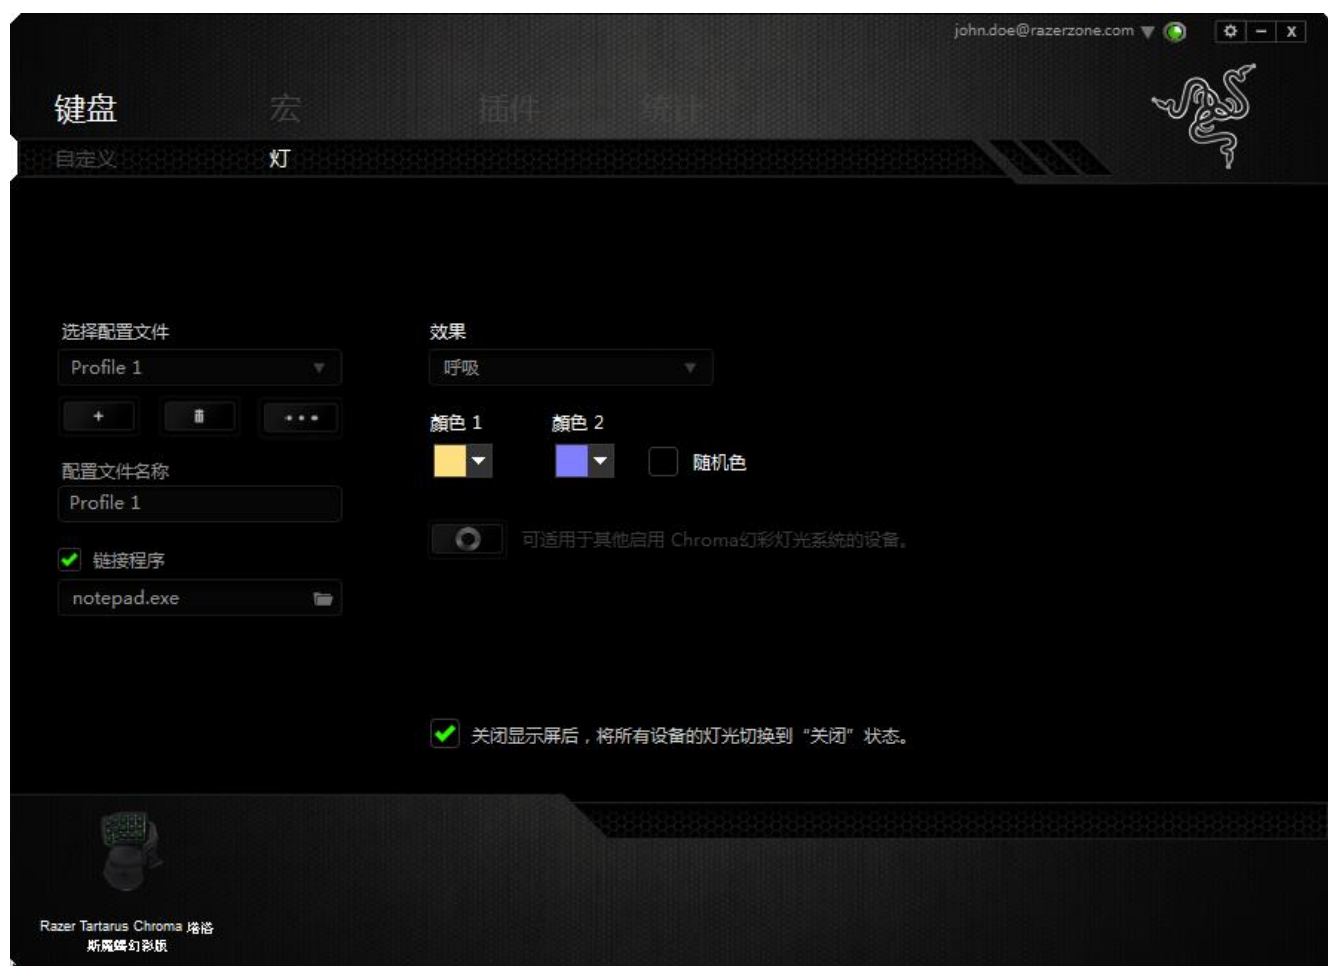 john.doe@razerzone.com
键盘 宏 插件 统计
自定义 灯
选择配置文件
Profile 1
配置文件名称
Profile 1
链接程序
notepad.exe
效果
呼吸
顏色 1 顏色 2
随机色
可适用于其他启用 Chroma幻彩灯光系统的设备。
关闭显示屏后，将所有设备的灯光切换到“关闭”状态。
Razer Tartarus Chroma 塔洛
斯魔蝶幻彩版